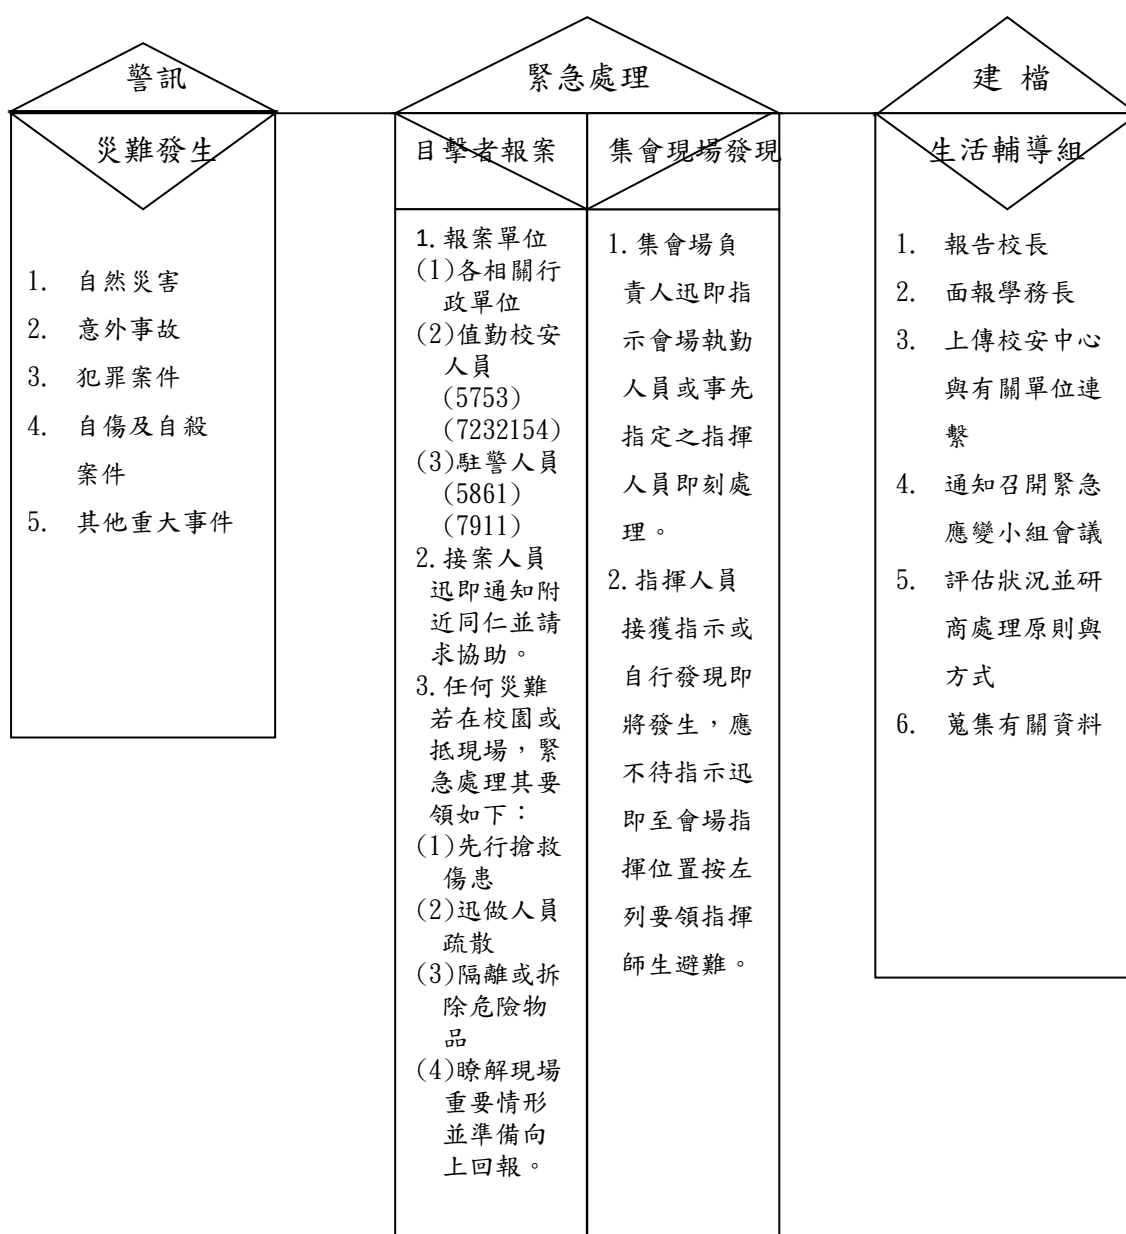 警訊
災難發生
1. 自然災害
2. 意外事故
3. 犯罪案件
4. 自傷及自殺
案件
5. 其他重大事件
緊急處理
目擊者報案
1.報案單位
(1)各相關行
政單位
(2)值勤校安
人員
(5753)
(7232154)
(3)駐警人員
(5861)
(7911)
2.接案人員
迅即通知附
近同仁並請
求協助。
3.任何災難
若在校園或
抵現場，緊
急處理其要
領如下：
(1)先行搶救
傷患
(2)迅做人員
疏散
(3)隔離或拆
除危險物
品
(4)瞭解現場
重要情形
並準備向
上回報。
集會現場發現
1.集會場負
責人迅即指
示會場執勤
人員或事先
指定之指揮
人員即刻處
理。
2.指揮人員
接獲指示或
自行發現即
將發生，應
不待指示迅
即至會場指
揮位置按左
列要領指揮
師生避難。
建 檔
生活輔導組
1. 報告校長
2. 面報學務長
3. 上傳校安中心
與有關單位連
繫
4. 通知召開緊急
應變小組會議
5. 評估狀況並研
商處理原則與
方式
6. 蒐集有關資料